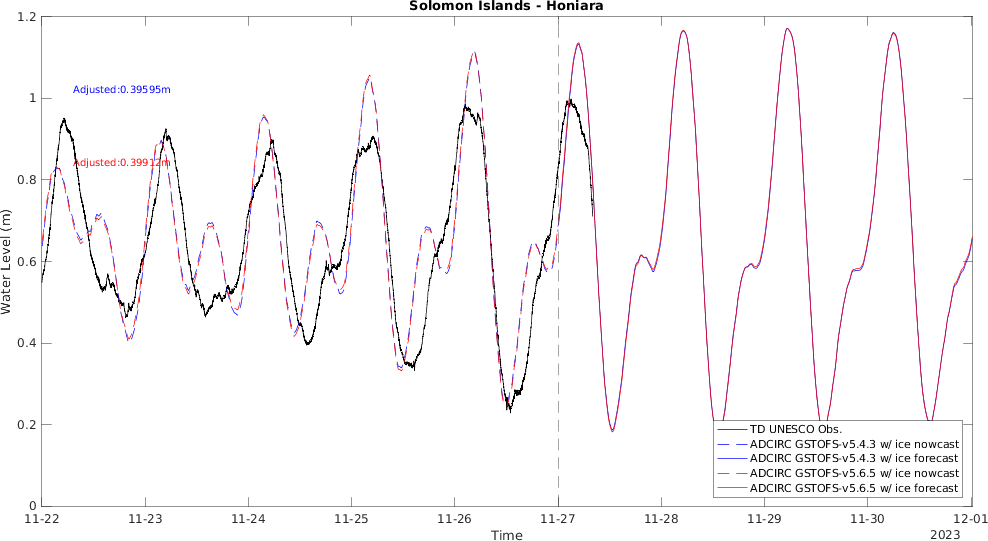 Solomon Islands - Honiara
1.2
1
0.8
0.6
0.4
0.2
0
Water Level (m)
Adjusted:0.39595m
Adjusted:0.39912m
TD UNESCO Obs.
ADCIRC GSTOFS-v5.4.3 w/ ice nowcast
ADCIRC GSTOFS-v5.4.3 w/ ice forecast
ADCIRC GSTOFS-v5.6.5 w/ ice nowcast
ADCIRC GSTOFS-v5.6.5 w/ ice forecast
11-22 11-23 11-24 11-25 11-26 11-27 11-28 11-29 11-30 12-01
Time
2023